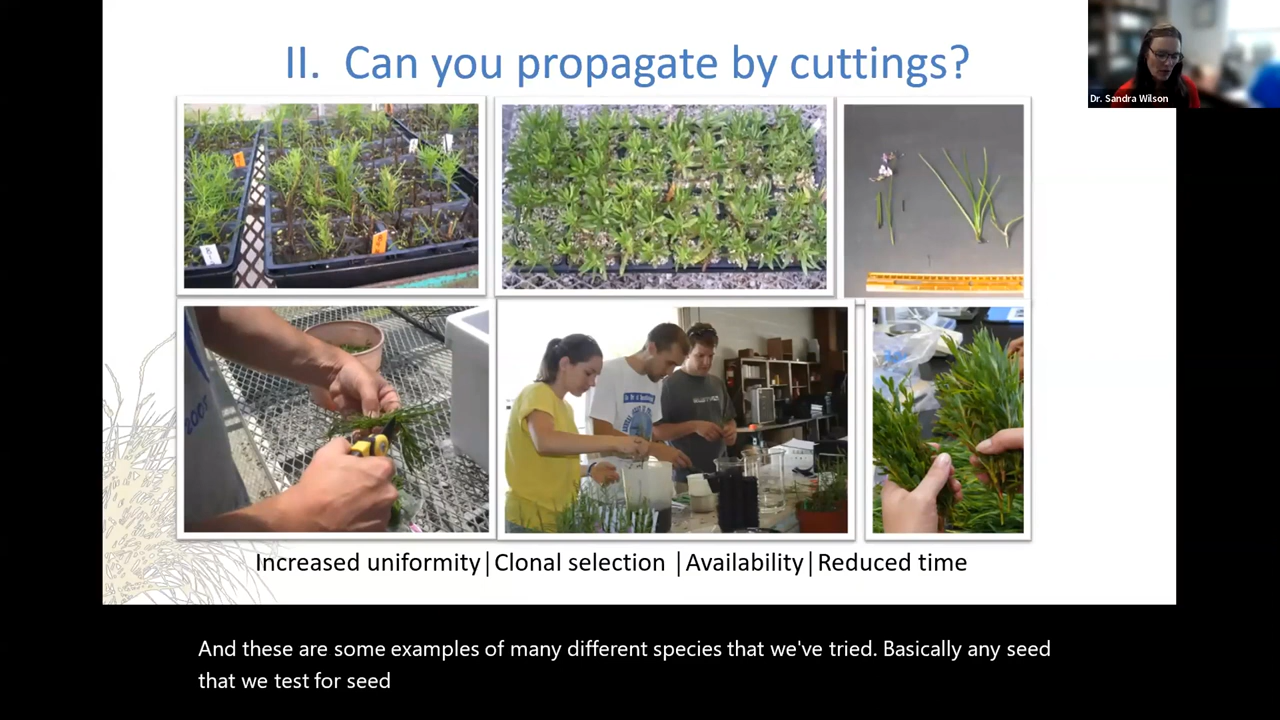 II. Can you propagate by cuttings?
Dr. Sandra Wilson
2005
Increased uniformity|Clonal selection |Availability|Reduced time
And these are some examples of many different species that we've tried. Basically any seed
that we test for seed